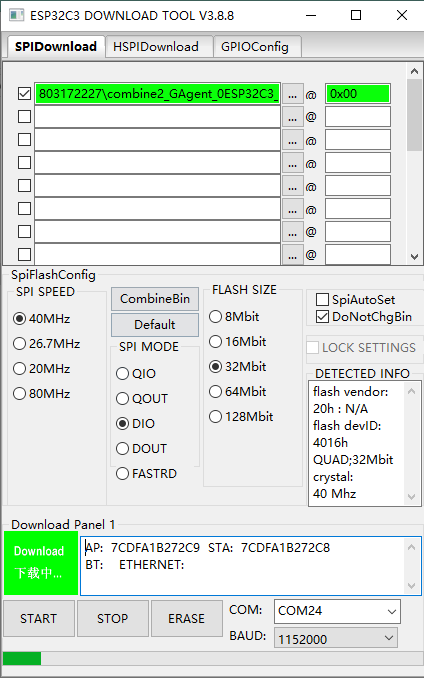 ESP32C3 DOWNLOAD TOOL V3.8.8
SPIDownload HSPIDownload GPIOConfig
803172227\combine2_GAgent_0ESP32C3_ ... @ 0x00
... @
... @
... @
... @
... @
... @
... @
SpiFlashConfig
SPI SPEED
40MHz
26.7MHz
20MHz
80MHz
CombineBin
Default
SPI MODE
QIO
QOUT
DIO
DOUT
FASTRD
FLASH SIZE
8Mbit
16Mbit
32Mbit
64Mbit
128Mbit
SpiAutoSet
DoNotChgBin
LOCK SETTINGS
DETECTED INFO
flash vendor:
20h : N/A
flash devID:
4016h
QUAD;32Mbit
crystal:
40 Mhz
Download Panel 1
Download
下载中...
AP: 7CDFA1B272C9 STA: 7CDFA1B272C8
BT: ETHERNET:
START STOP ERASE
COM: COM24
BAUD: 1152000